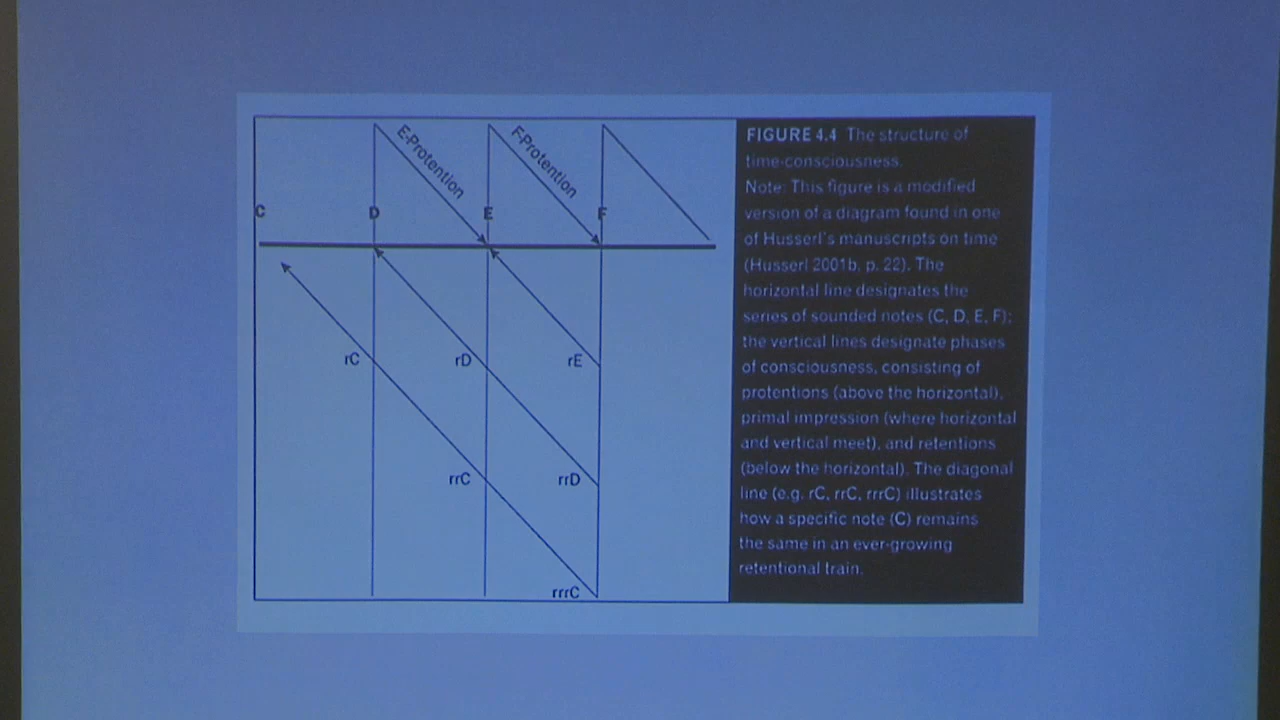 E-Protention
F-Protention
C
D
E
F
rC
rD
rE
rrC
rrD
rrrC
FIGURE 4.4 The structure of
time-consciousness.
Note: This figure is a modified
version of a diagram found in one
of Husserl's manuscripts on time
(Husserl 2001b, p. 22). The
horizontal line designates the
series of sounded notes (C, D, E, F);
the vertical lines designate phases
of consciousness, consisting of
protentions (above the horizontal),
primal impression (where horizontal
and vertical meet), and retentions
(below the horizontal). The diagonal
line (e.g. rC, rrC, rrrC) illustrates
how a specific note (C) remains
the same in an ever-growing
retentional train.